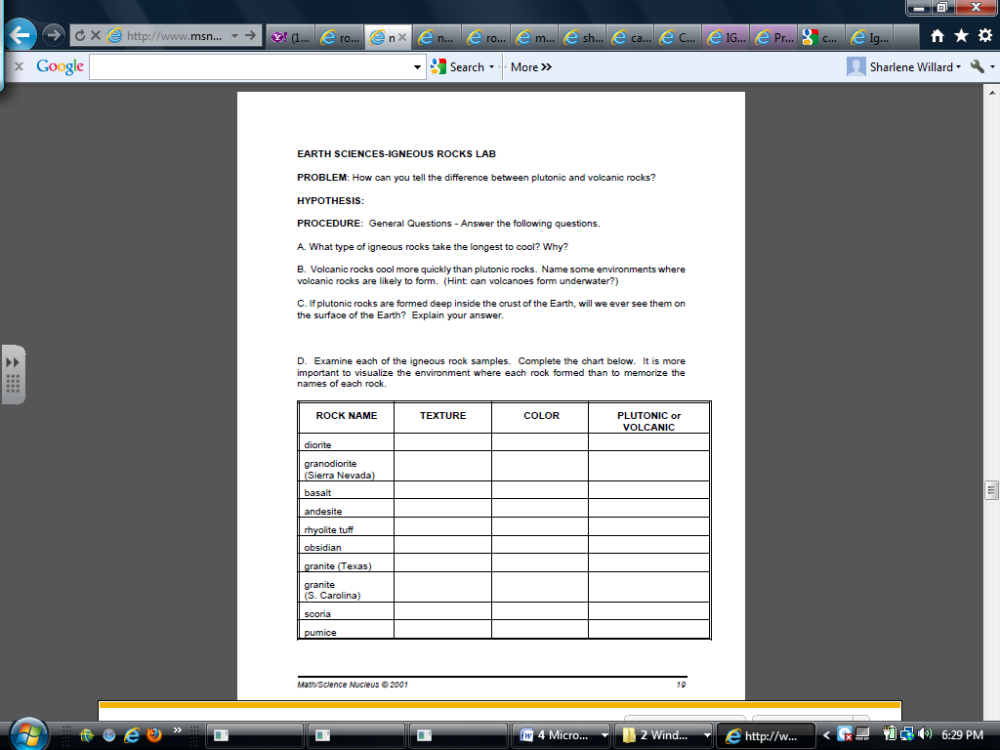 http://www.msn...
(1...
ro...
n
n...
ro...
m...
sh...
ca...
C...
IG...
Pr...
c...
Ig...
x Google Search More >> Sharlene Willard
EARTH SCIENCES-IGNEOUS ROCKS LAB
PROBLEM: How can you tell the difference between plutonic and volcanic rocks?
HYPOTHESIS:
PROCEDURE: General Questions - Answer the following questions.
A. What type of igneous rocks take the longest to cool? Why?
B. Volcanic rocks cool more quickly than plutonic rocks. Name some environments where
volcanic rocks are likely to form. (Hint: can volcanoes form underwater?)
C. If plutonic rocks are formed deep inside the crust of the Earth, will we ever see them on
the surface of the Earth? Explain your answer.
D. Examine each of the igneous rock samples. Complete the chart below. It is more
important to visualize the environment where each rock formed than to memorize the
names of each rock.
ROCK NAME TEXTURE COLOR PLUTONIC or
VOLCANIC
diorite
granodiorite
(Sierra Nevada)
basalt
andesite
rhyolite tuff
obsidian
granite (Texas)
granite
(S. Carolina)
scoria
pumice
Math/Science Nucleus © 2001 19
4 Micro... 2 Wind... http://w... 6:29 PM